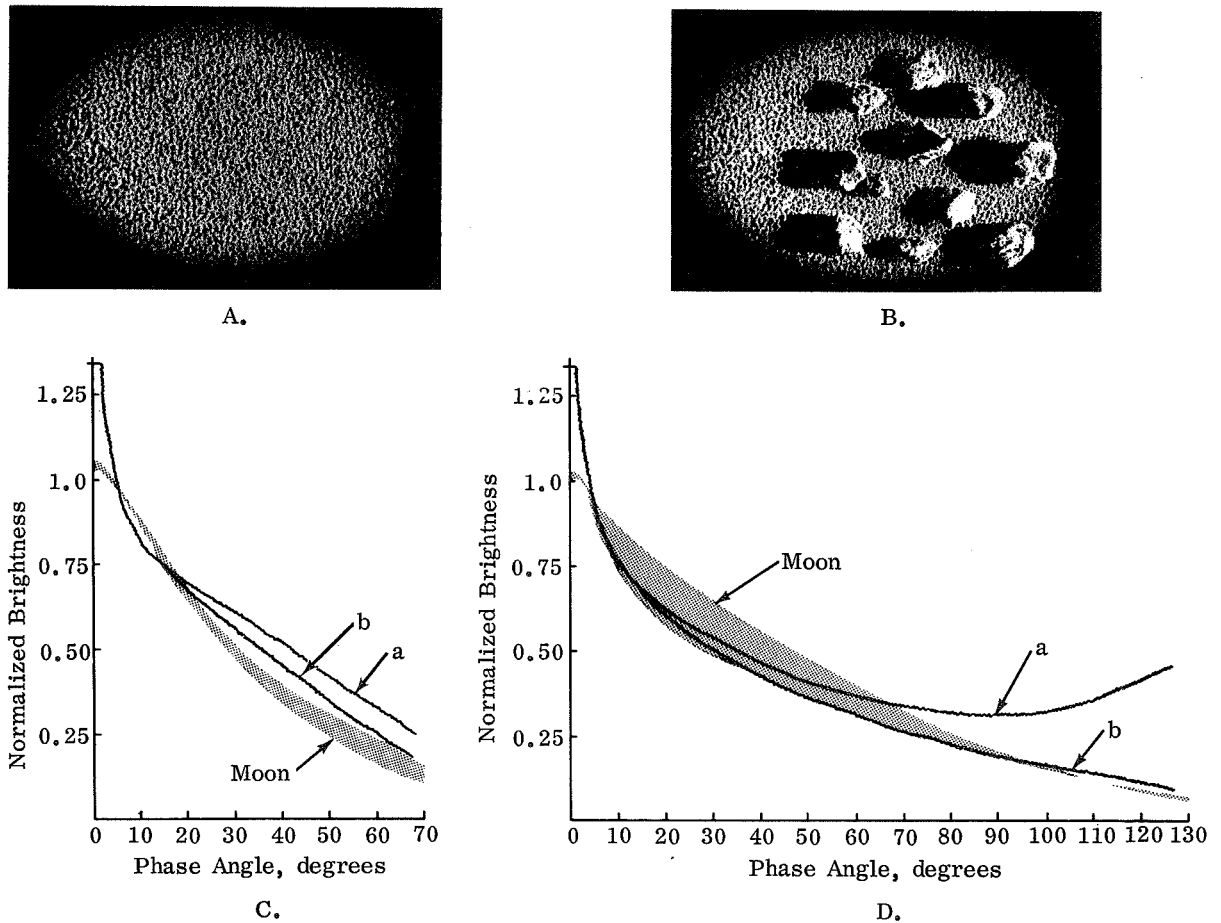 A.
B.
1.25
1.0
0.75
0.50
0.25
Normalized Brightness
b
a
Moon
0 10 20 30 40 50 60 70
Phase Angle, degrees
C.
1.25
1.0
0.75
0.50
0.25
Normalized Brightness
Moon
a
b
0 10 20 30 40 50 60 70 80 90 100 110 120 130
Phase Angle, degrees
D.